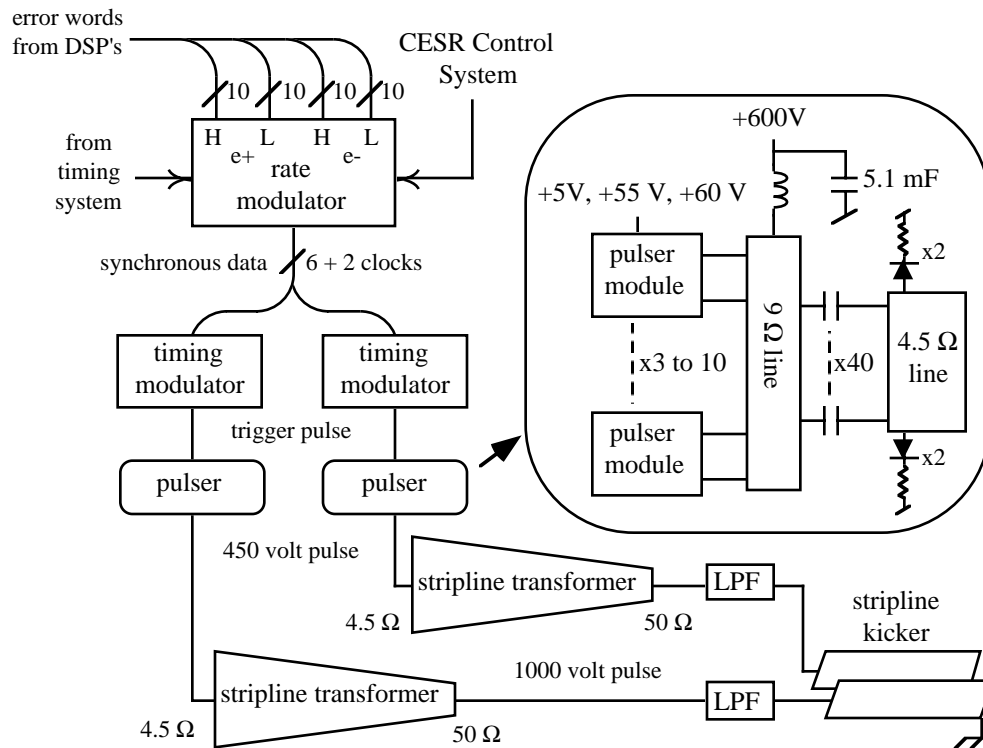 error words
from DSP's
CESR Control
System
10 10 10 10
H L H L
e+ e-
rate
modulator
from
timing
system
synchronous data 6 + 2 clocks
timing
modulator
timing
modulator
trigger pulse
pulser
pulser
+600V
5.1 mF
+5V, +55 V, +60 V
pulser
module
x3 to 10
pulser
module
9 Ω line
x40
x2
4.5 Ω
line
x2
450 volt pulse
stripline transformer
4.5 Ω
50 Ω
LPF
stripline
kicker
1000 volt pulse
stripline transformer
4.5 Ω
50 Ω
LPF